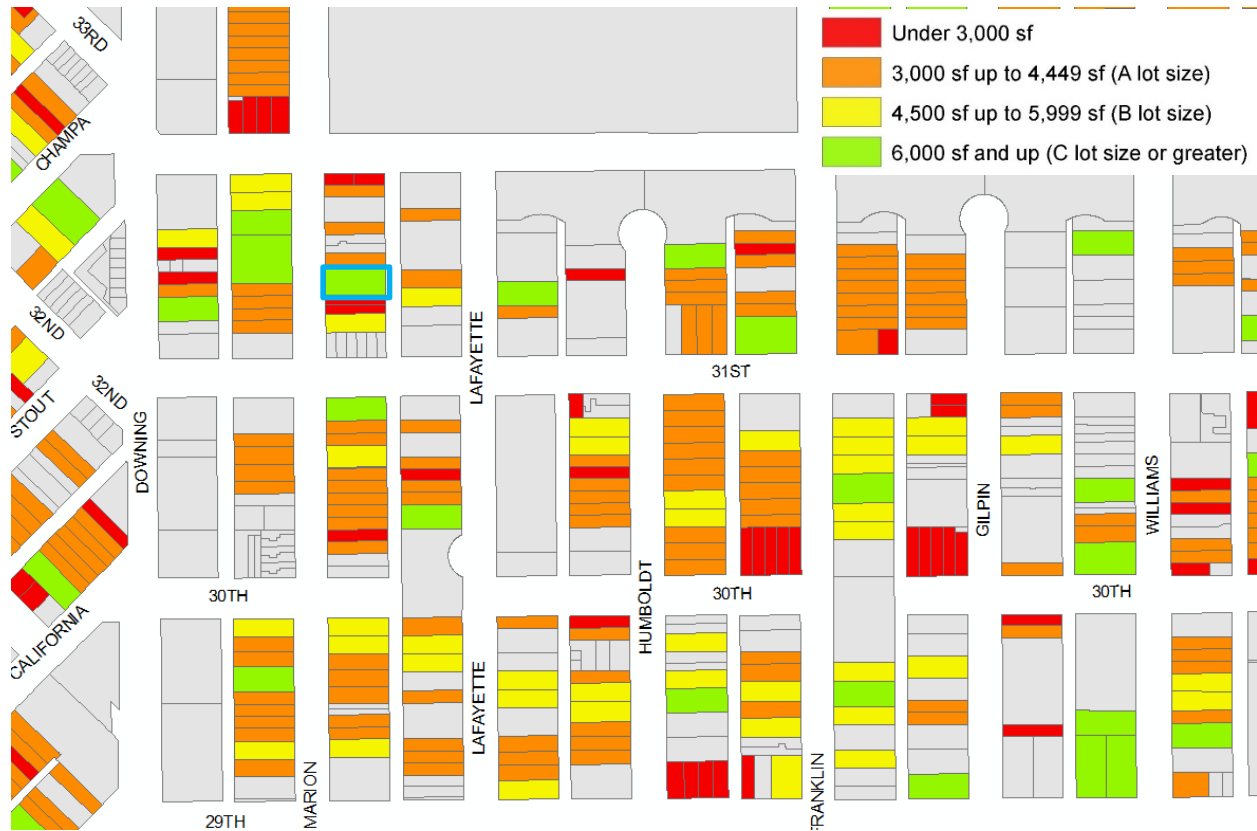 33RD
Under 3,000 sf
3,000 sf up to 4,449 sf (A lot size)
4,500 sf up to 5,999 sf (B lot size)
6,000 sf and up (C lot size or greater)
CHAMPA
32ND
LAFAYETTE
31ST
32ND
STOUT
DOWNING
GILPIN
WILLIAMS
30TH
HUMBOLDT
30TH
30TH
CALIFORNIA
LAFAYETTE
MARION
FRANKLIN
29TH